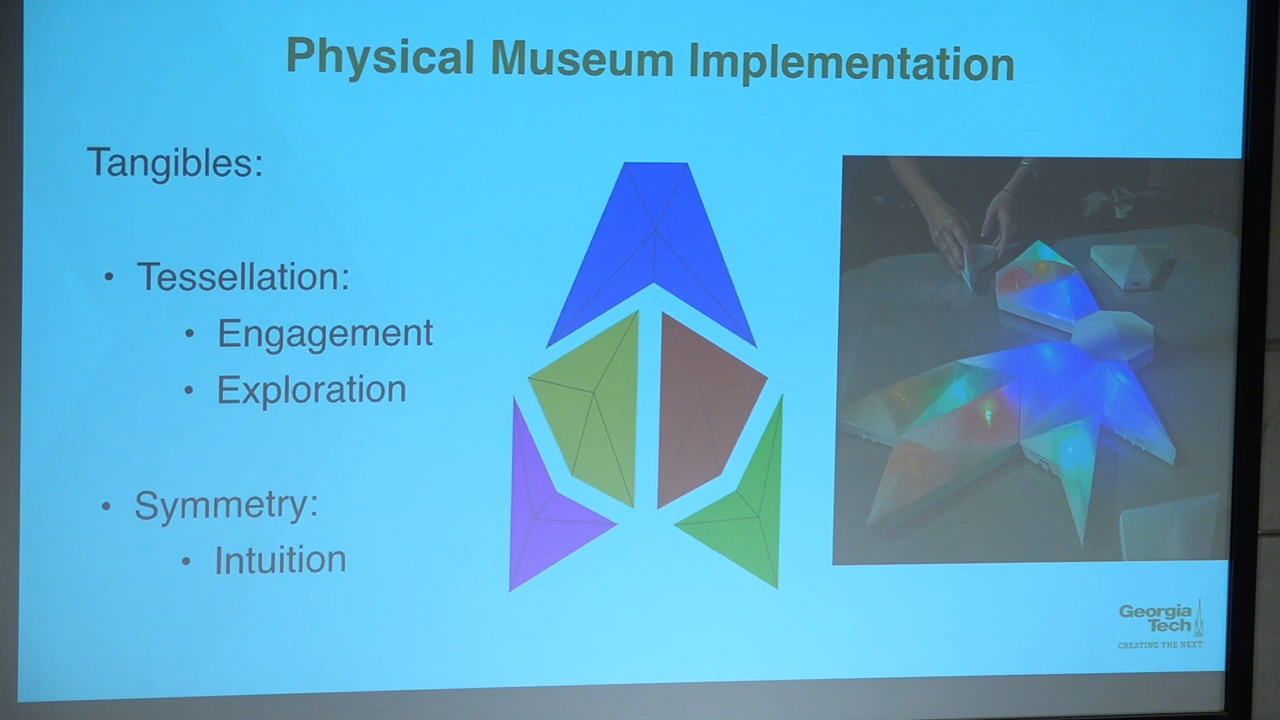 Physical Museum Implementation
Tangibles:
• Tessellation:
• Engagement
• Exploration
• Symmetry:
• Intuition
Georgia
Tech
CREATING THE NEXT